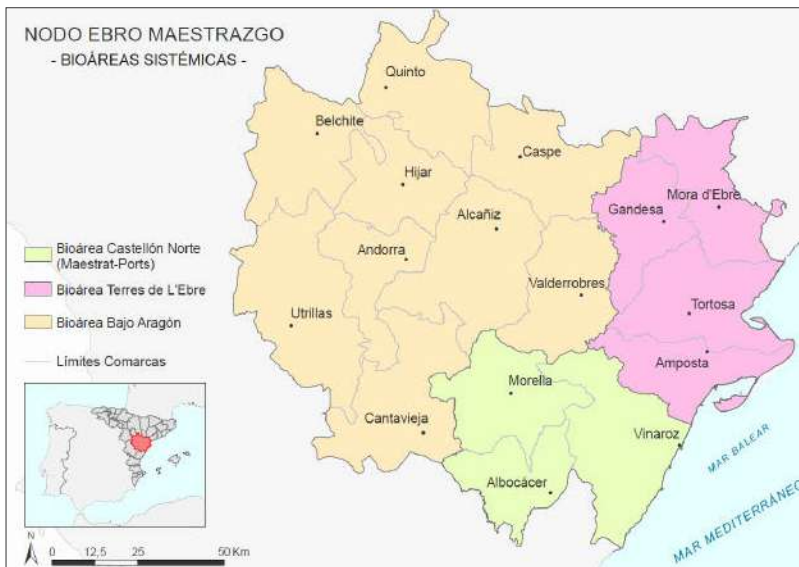 NODO EBRO MAESTRAZGO
- BIOÁREAS SISTÉMICAS -
Quinto
Belchite
Caspe
Hijar
Mora d'Ebre
Gandesa
Alcañiz
Andorra
Valderrobres
Utrillas
Tortosa
Amposta
Morella
Cantavieja
Vinaroz
Albocácer
Bioárea Castellón Norte
(Maestrat-Ports)
Bioárea Terres de L'Ebre
Bioárea Bajo Aragón
Límites Comarcas
MAR BALEAR
MAR MEDITERRÁNEO
N
0 12,5 25 50 Km